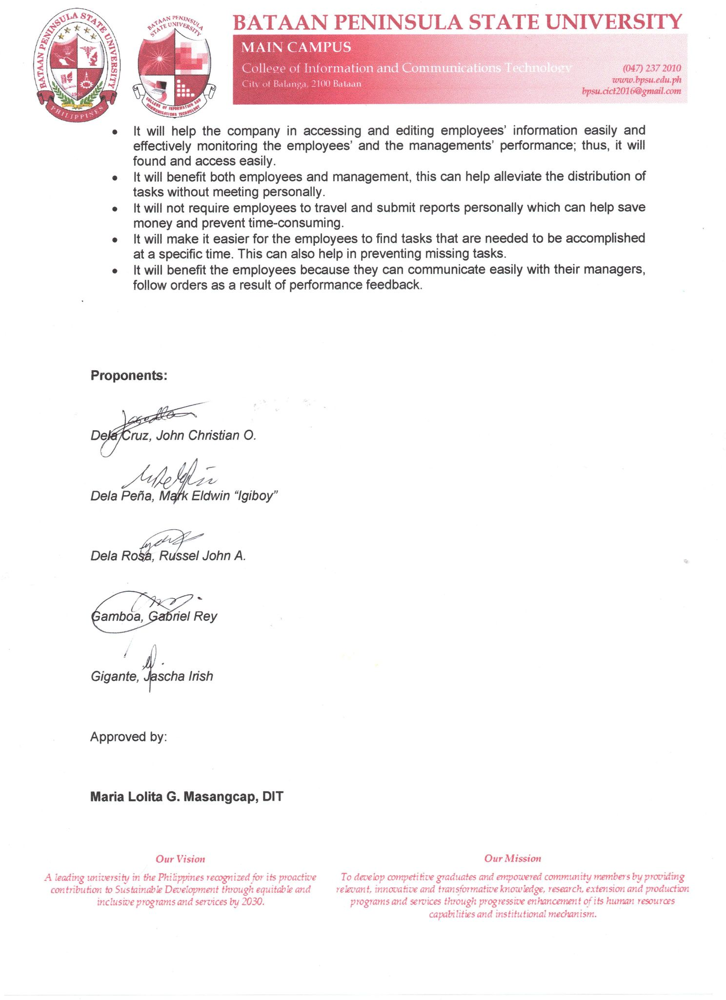 BATAAN PENINSULA STATE UNIVERSITY
PHILIPPINES
BATAAN PENINSULA
STATE UNIVERSITY
COLLEGE OF INFORMATION AND
COMMUNICATIONS TECHNOLOGY
BATAAN PENINSULA STATE UNIVERSITY
MAIN CAMPUS
College of Information and Communications Technology
City of Balanga, 2100 Bataan
(047) 237 2010
www.bpsu.edu.ph
bpsu.cict2016@gmail.com
• It will help the company in accessing and editing employees’ information easily and
effectively monitoring the employees’ and the managements’ performance; thus, it will
found and access easily.
• It will benefit both employees and management, this can help alleviate the distribution of
tasks without meeting personally.
• It will not require employees to travel and submit reports personally which can help save
money and prevent time-consuming.
• It will make it easier for the employees to find tasks that are needed to be accomplished
at a specific time. This can also help in preventing missing tasks.
• It will benefit the employees because they can communicate easily with their managers,
follow orders as a result of performance feedback.
Proponents:
Dela Cruz, John Christian O.
Dela Peña, Mark Eldwin “Igiboy”
Dela Rosa, Russel John A.
Gamboa, Gabriel Rey
Gigante, Jascha Irish
Approved by:
Maria Lolita G. Masangcap, DIT
Our Vision
A leading university in the Philippines recognized for its proactive
contribution to Sustainable Development through equitable and
inclusive programs and services by 2030.
Our Mission
To develop competitive graduates and empowered community members by providing
relevant, innovative and transformative knowledge, research, extension and production
programs and services through progressive enhancement of its human resources
capabilities and institutional mechanism.